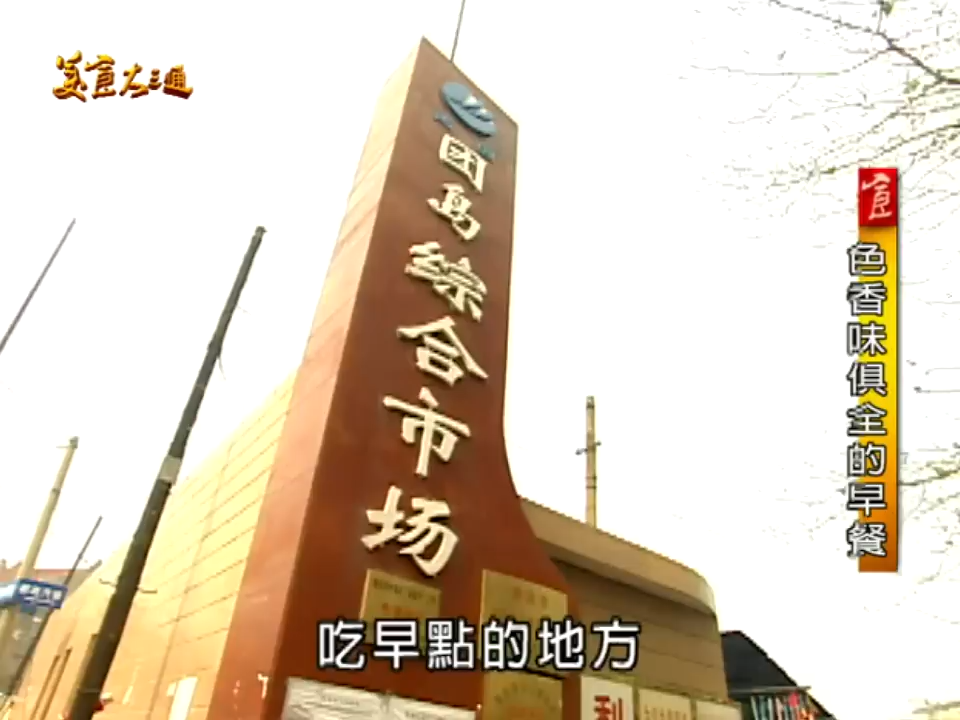 美食大三通
食
色香味俱全的早餐
团岛综合市场
利
吃早點的地方